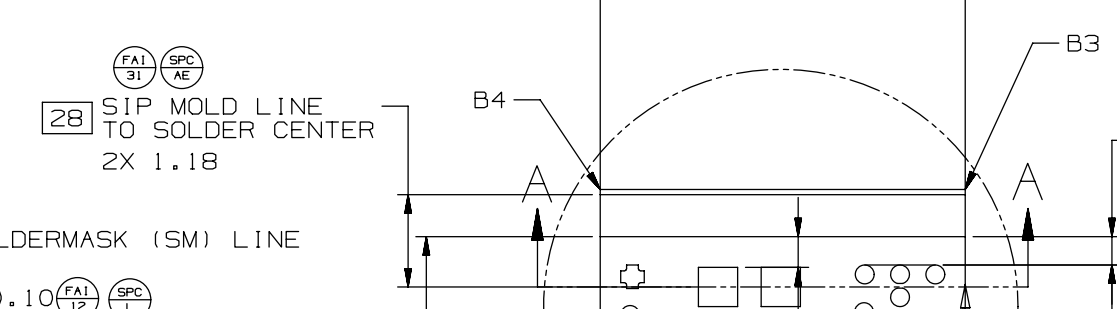 B3
FAI 31
SPC AE
B4
28
SIP MOLD LINE
TO SOLDER CENTER
2X 1.18
A
A
LDERMASK (SM) LINE
.10
FAI 12
SPC